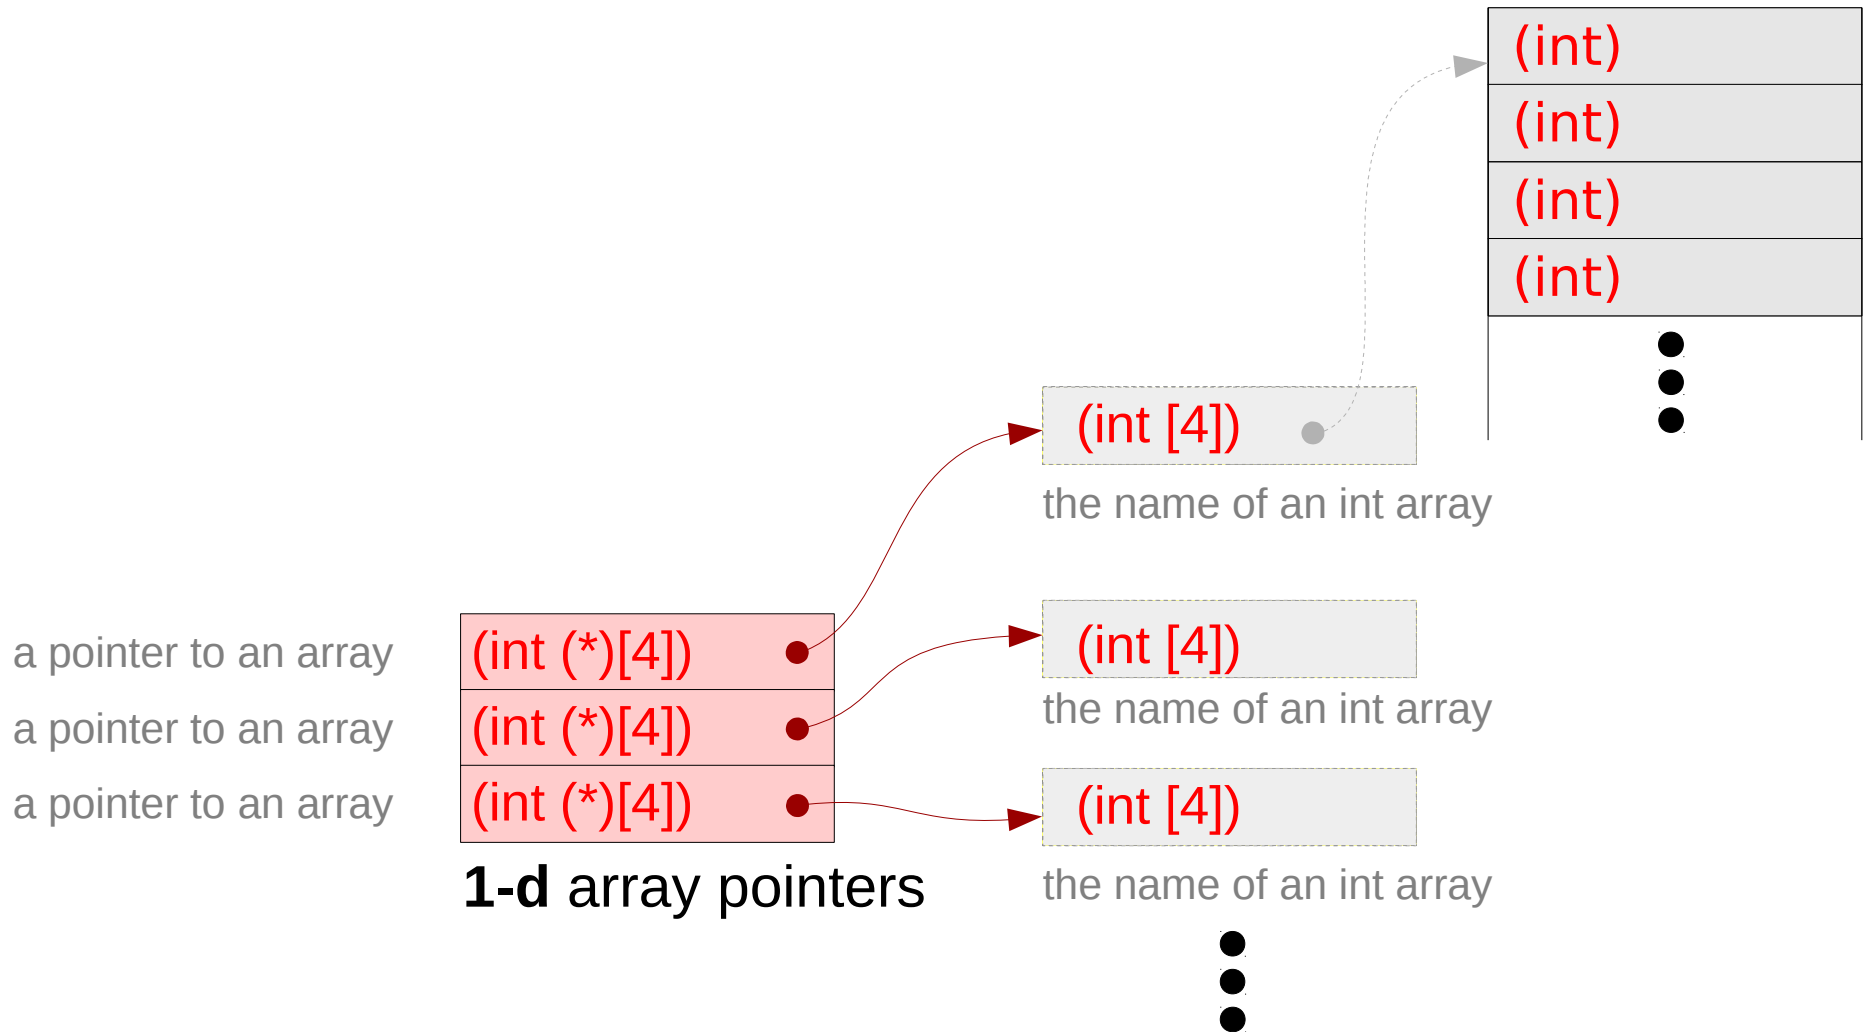 (int)
(int)
(int)
(int)
(int [4])
the name of an int array
a pointer to an array (int (*)[4]) (int [4])
the name of an int array
a pointer to an array (int (*)[4])
a pointer to an array (int (*)[4]) (int [4])
1-d array pointers the name of an int array